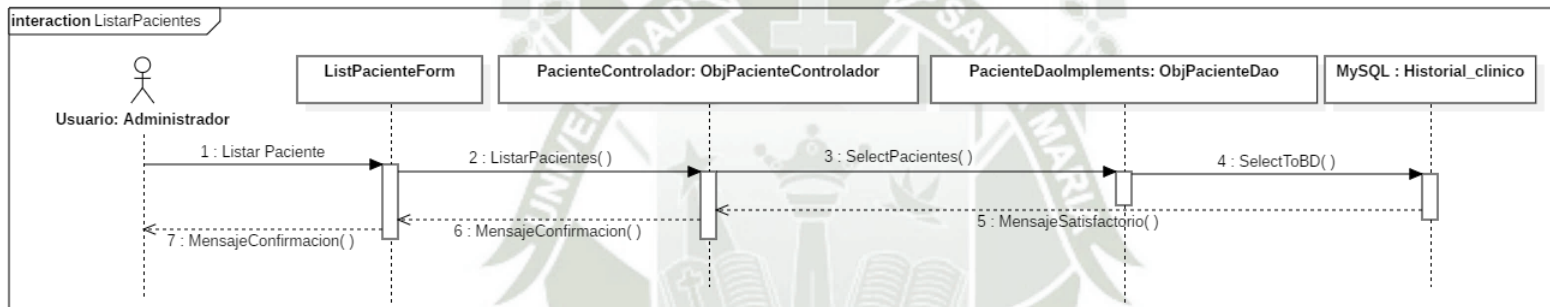 interaction ListarPacientes
ListPacienteForm
PacienteControlador: ObjPacienteControlador
PacienteDaoImplements: ObjPacienteDao
MySQL : Historial_clinico
Usuario: Administrador
1 : Listar Paciente
2 : ListarPacientes( )
3 : SelectPacientes( )
4 : SelectToBD( )
5 : MensajeSatisfactorio( )
6 : MensajeConfirmacion( )
7 : MensajeConfirmacion( )